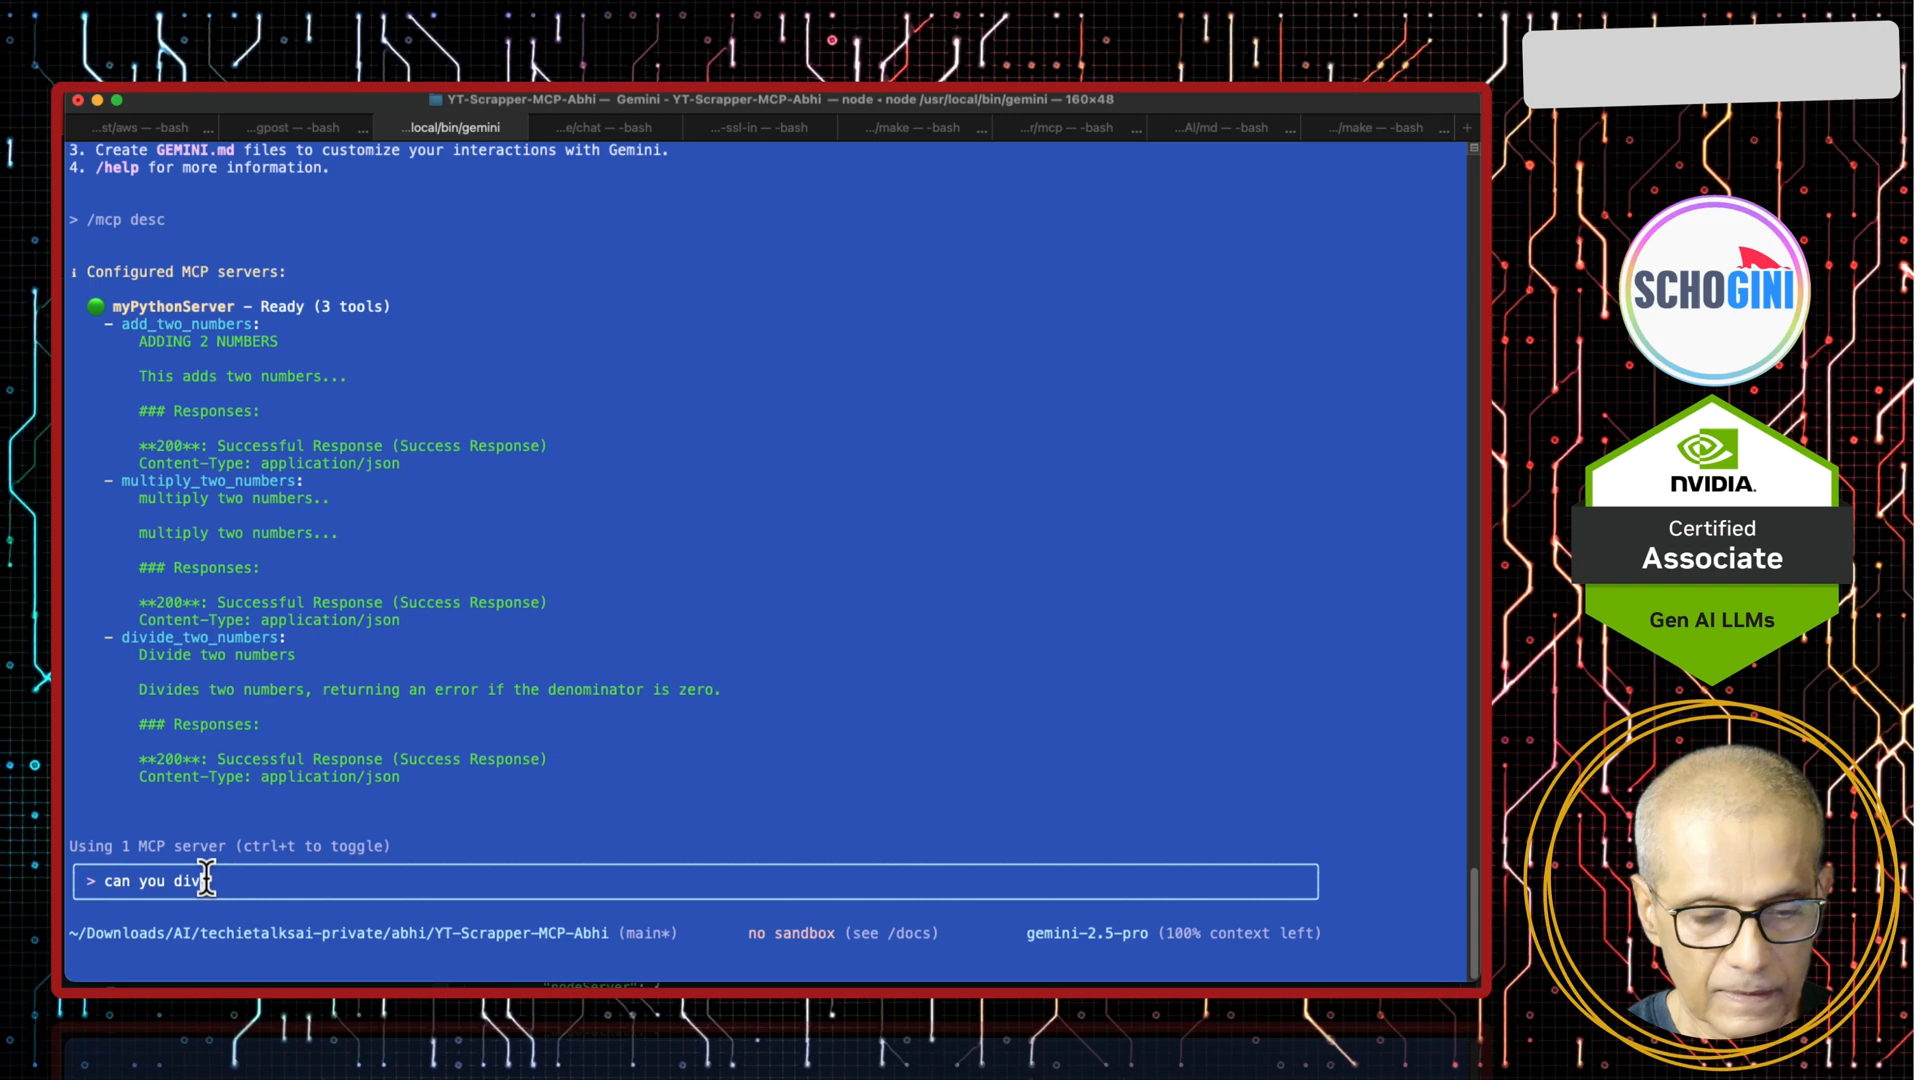 YT-Scrapper-MCP-Abhi — Gemini - YT-Scrapper-MCP-Abhi — node • node /usr/local/bin/gemini — 160×48
...st/aws — -bash ... ...gpost — -bash ... ...local/bin/gemini ...e/chat — -bash ...-ssl-in — -bash .../make — -bash ... ...r/mcp — -bash ... ...AI/md — -bash ... .../make — -bash ... +
3. Create GEMINI.md files to customize your interactions with Gemini.
4. /help for more information.
> /mcp desc
ℹ Configured MCP servers:
🟢 myPythonServer - Ready (3 tools)
- add_two_numbers:
ADDING 2 NUMBERS
This adds two numbers...
### Responses:
**200**: Successful Response (Success Response)
Content-Type: application/json
- multiply_two_numbers:
multiply two numbers..
multiply two numbers...
### Responses:
**200**: Successful Response (Success Response)
Content-Type: application/json
- divide_two_numbers:
Divide two numbers
Divides two numbers, returning an error if the denominator is zero.
### Responses:
**200**: Successful Response (Success Response)
Content-Type: application/json
Using 1 MCP server (ctrl+t to toggle)
> can you div
~/Downloads/AI/techietalksai-private/abhi/YT-Scrapper-MCP-Abhi (main*) no sandbox (see /docs) gemini-2.5-pro (100% context left)
"nodeServer": {
SCHOGINI
NVIDIA.
Certified
Associate
Gen AI LLMs